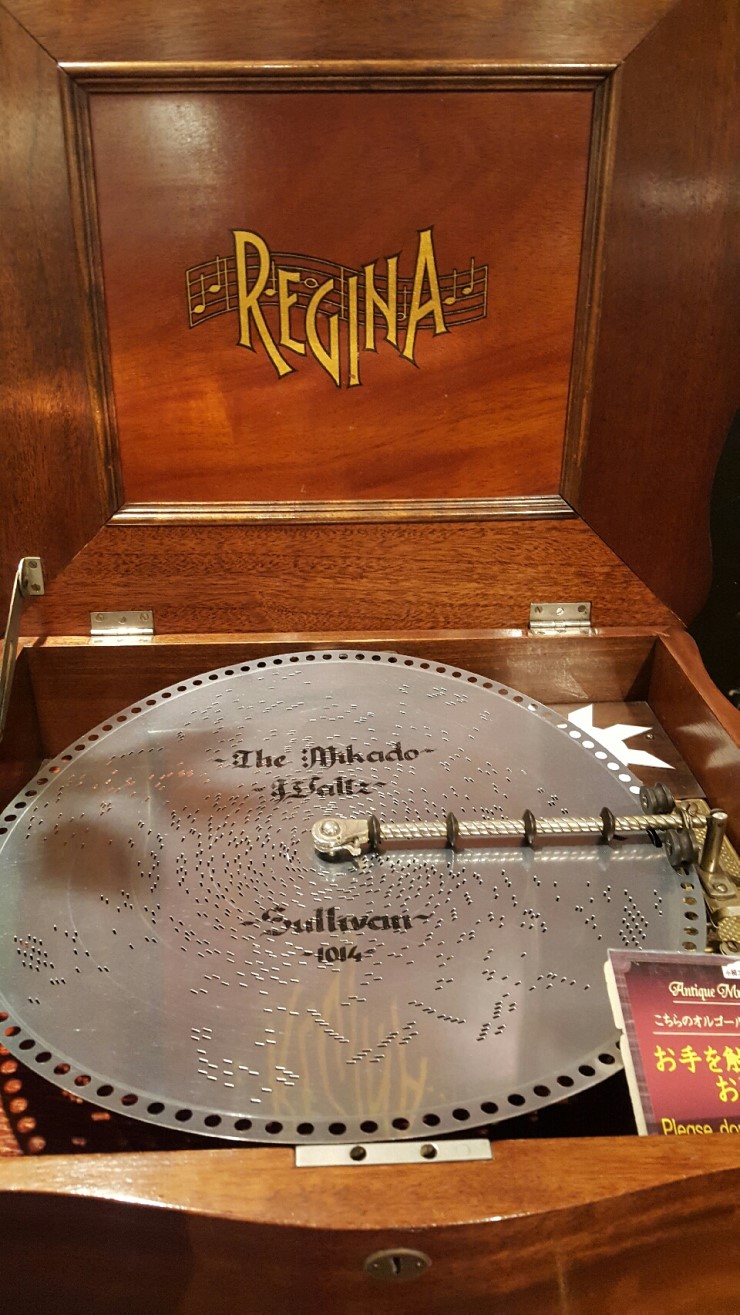 REGINA
-The Mikado-
-Waltz-
-Sullivan-
-1014-
Antique
こちらのオルゴール
お手を触
お
Please do